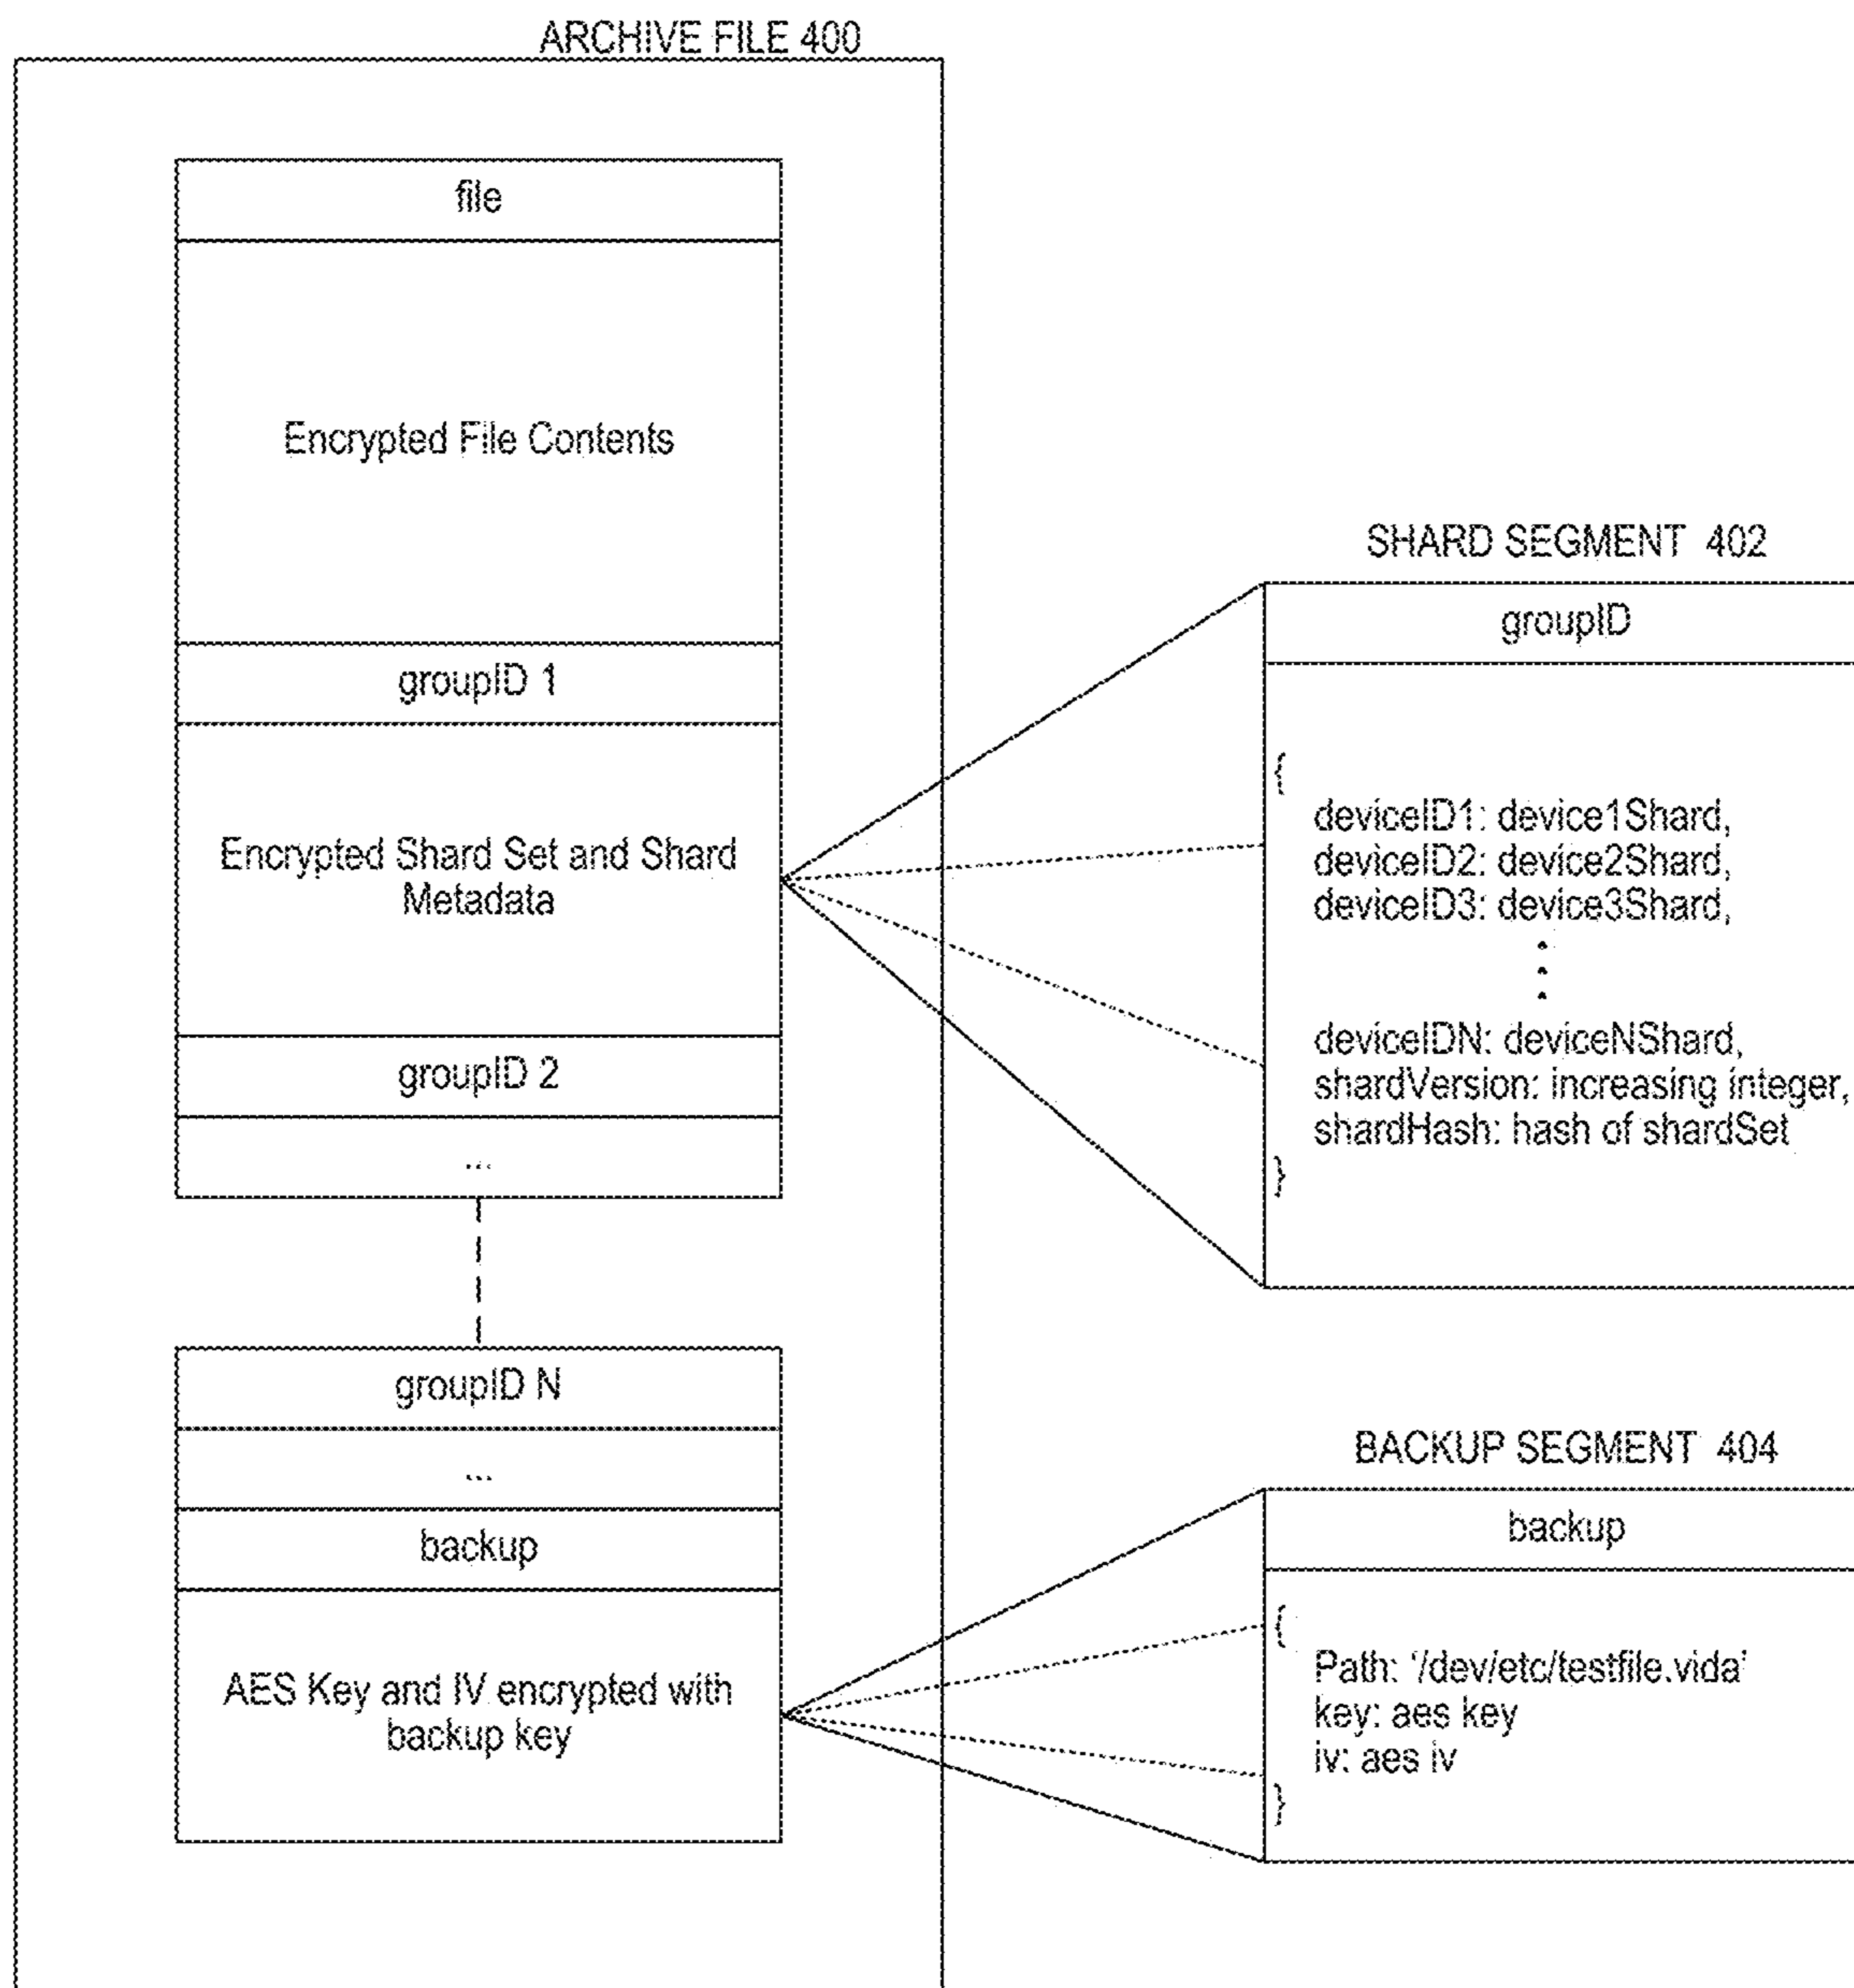 ARCHIVE FILE 400
file
Encrypted File Contents
groupID 1
Encrypted Shard Set and Shard
Metadata
groupID 2
...
groupID N
...
backup
AES Key and IV encrypted with
backup key
SHARD SEGMENT 402
groupID
{
deviceID1: device1Shard,
deviceID2: device2Shard,
deviceID3: device3Shard,
deviceIDN: deviceNShard,
shardVersion: increasing integer,
shardHash: hash of shardSet
}
BACKUP SEGMENT 404
backup
{
Path: '/dev/etc/testfile.vida'
key: aes key
iv: aes iv
}